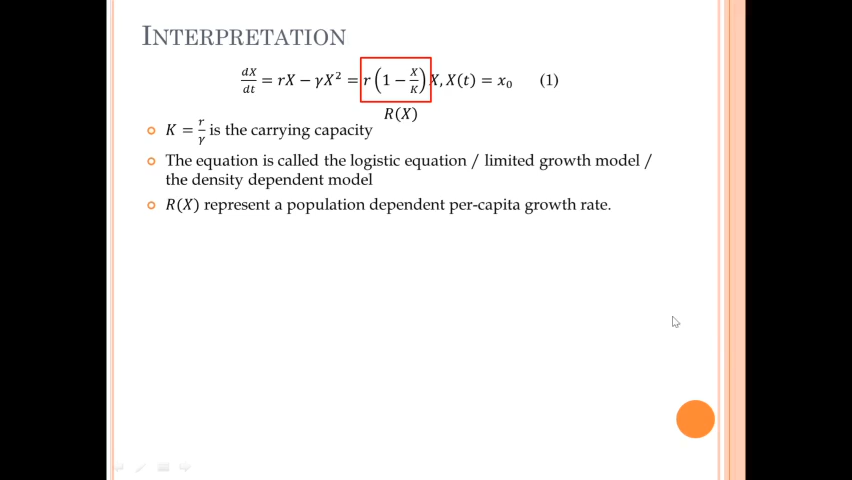 INTERPRETATION
dX/dt = rX − γX² = r(1 − X/K)X, X(t) = x₀ (1)
R(X)
K = r/γ is the carrying capacity
The equation is called the logistic equation / limited growth model /
the density dependent model
R(X) represent a population dependent per-capita growth rate.